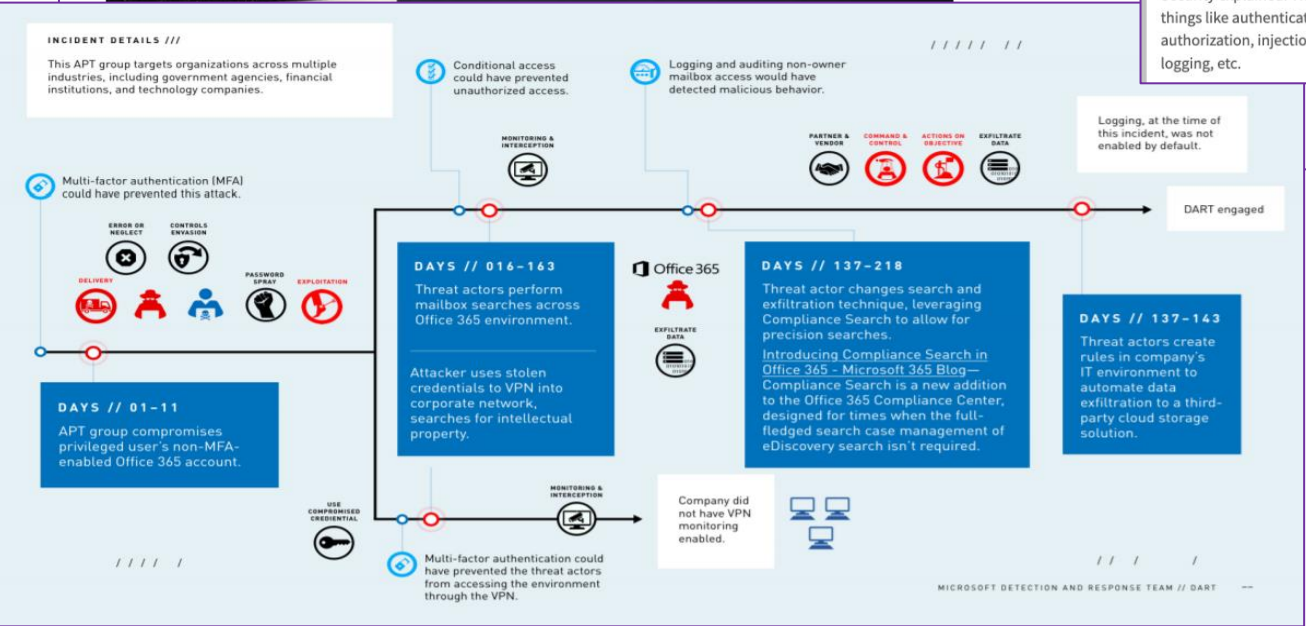 things like authenticat
authorization, injectio
logging, etc.
INCIDENT DETAILS ///
This APT group targets organizations across multiple
industries, including government agencies, financial
institutions, and technology companies.
Conditional access
could have prevented
unauthorized access.
Logging and auditing non-owner
mailbox access would have
detected malicious behavior.
Logging, at the time of
this incident, was not
enabled by default.
MONITORING &
INTERCEPTION
PARTNER &
VENDOR
COMMAND &
CONTROL
ACTIONS ON
OBJECTIVE
EXFILTRATE
DATA
Multi-factor authentication (MFA)
could have prevented this attack.
DART engaged
ERROR OR
NEGLECT
CONTROLS
ENVASION
DELIVERY
PASSWORD
SPRAY
EXPLOITATION
DAYS // 01–11
APT group compromises
privileged user's non-MFA-
enabled Office 365 account.
DAYS // 016–163
Threat actors perform
mailbox searches across
Office 365 environment.
Attacker uses stolen
credentials to VPN into
corporate network,
searches for intellectual
property.
Office 365
EXFILTRATE
DATA
DAYS // 137–218
Threat actor changes search and
exfiltration technique, leveraging
Compliance Search to allow for
precision searches.
Introducing Compliance Search in
Office 365 - Microsoft 365 Blog—
Compliance Search is a new addition
to the Office 365 Compliance Center,
designed for times when the full-
fledged search case management of
eDiscovery search isn't required.
DAYS // 137–143
Threat actors create
rules in company's
IT environment to
automate data
exfiltration to a third-
party cloud storage
solution.
USE
COMPROMISED
CREDIENTIAL
MONITORING &
INTERCEPTION
Company did
not have VPN
monitoring
enabled.
Multi-factor authentication could
have prevented the threat actors
from accessing the environment
through the VPN.
MICROSOFT DETECTION AND RESPONSE TEAM // DART